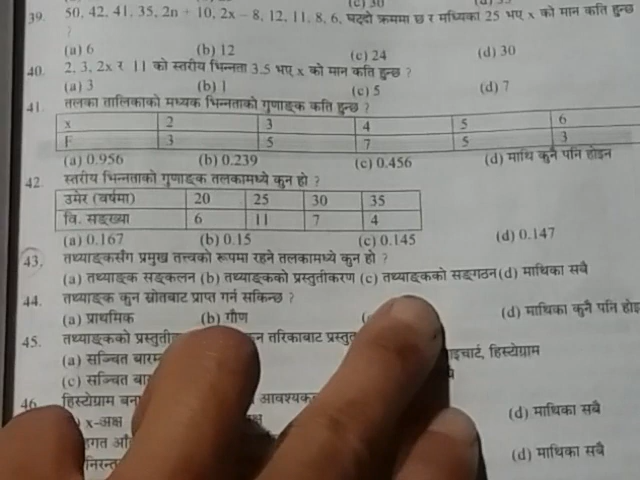 (c) 30
39. 50, 42, 41, 35, 2n + 10, 2x – 8, 12, 11, 8, 6, घट्दो क्रममा छ र मध्यिका 25 भए x को मान कति हुन्छ
?
(a) 6 (b) 12 (c) 24 (d) 30
40. 2, 3, 2x र 11 को स्तरीय भिन्नता 3.5 भए x को मान कति हुन्छ ?
(a) 3 (b) 1 (c) 5 (d) 7
41. तलका तालिकाको मध्यक भिन्नताको गुणाङ्क कति हुन्छ ?
x 2 3 4 5 6
F 3 5 7 5 3
(a) 0.956 (b) 0.239 (c) 0.456 (d) माथि कुनै पनि होइन
42. स्तरीय भिन्नताको गुणाङ्क तलकामध्ये कुन हो ?
उमेर (वर्षमा) 20 25 30 35
वि. सङ्ख्या 6 11 7 4
(a) 0.167 (b) 0.15 (c) 0.145 (d) 0.147
43. तथ्याङ्कसँग प्रमुख तत्त्वको रूपमा रहने तलकामध्ये कुन हो ?
(a) तथ्याङ्क सङ्कलन (b) तथ्याङ्कको प्रस्तुतीकरण (c) तथ्याङ्कको सङ्गठन (d) माथिका सबै
44. तथ्याङ्क कुन स्रोतबाट प्राप्त गर्न सकिन्छ ?
(a) प्राथमिक (b) गौण (d) माथिका कुनै पनि होइ
45. तथ्याङ्कको तरिकाबाट
(a) सञ्चित हिस्टोग्राम
(c) सञ्चित
46. हिस्टोग्राम
x-अक्ष (d) माथिका सबै
(d) माथिका सबै